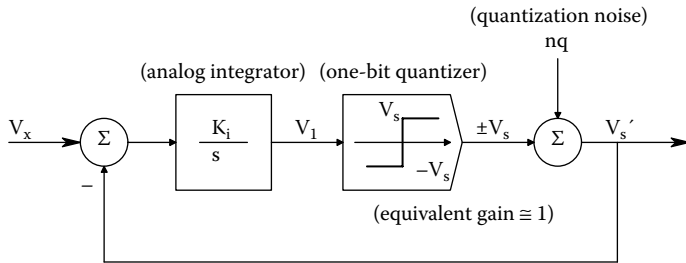 (quantization noise)
nq
(analog integrator) (one-bit quantizer)
V_x
Σ
K_i
s
V_1
V_s
−V_s
±V_s
Σ
V_s´
−
(equivalent gain ≅ 1)